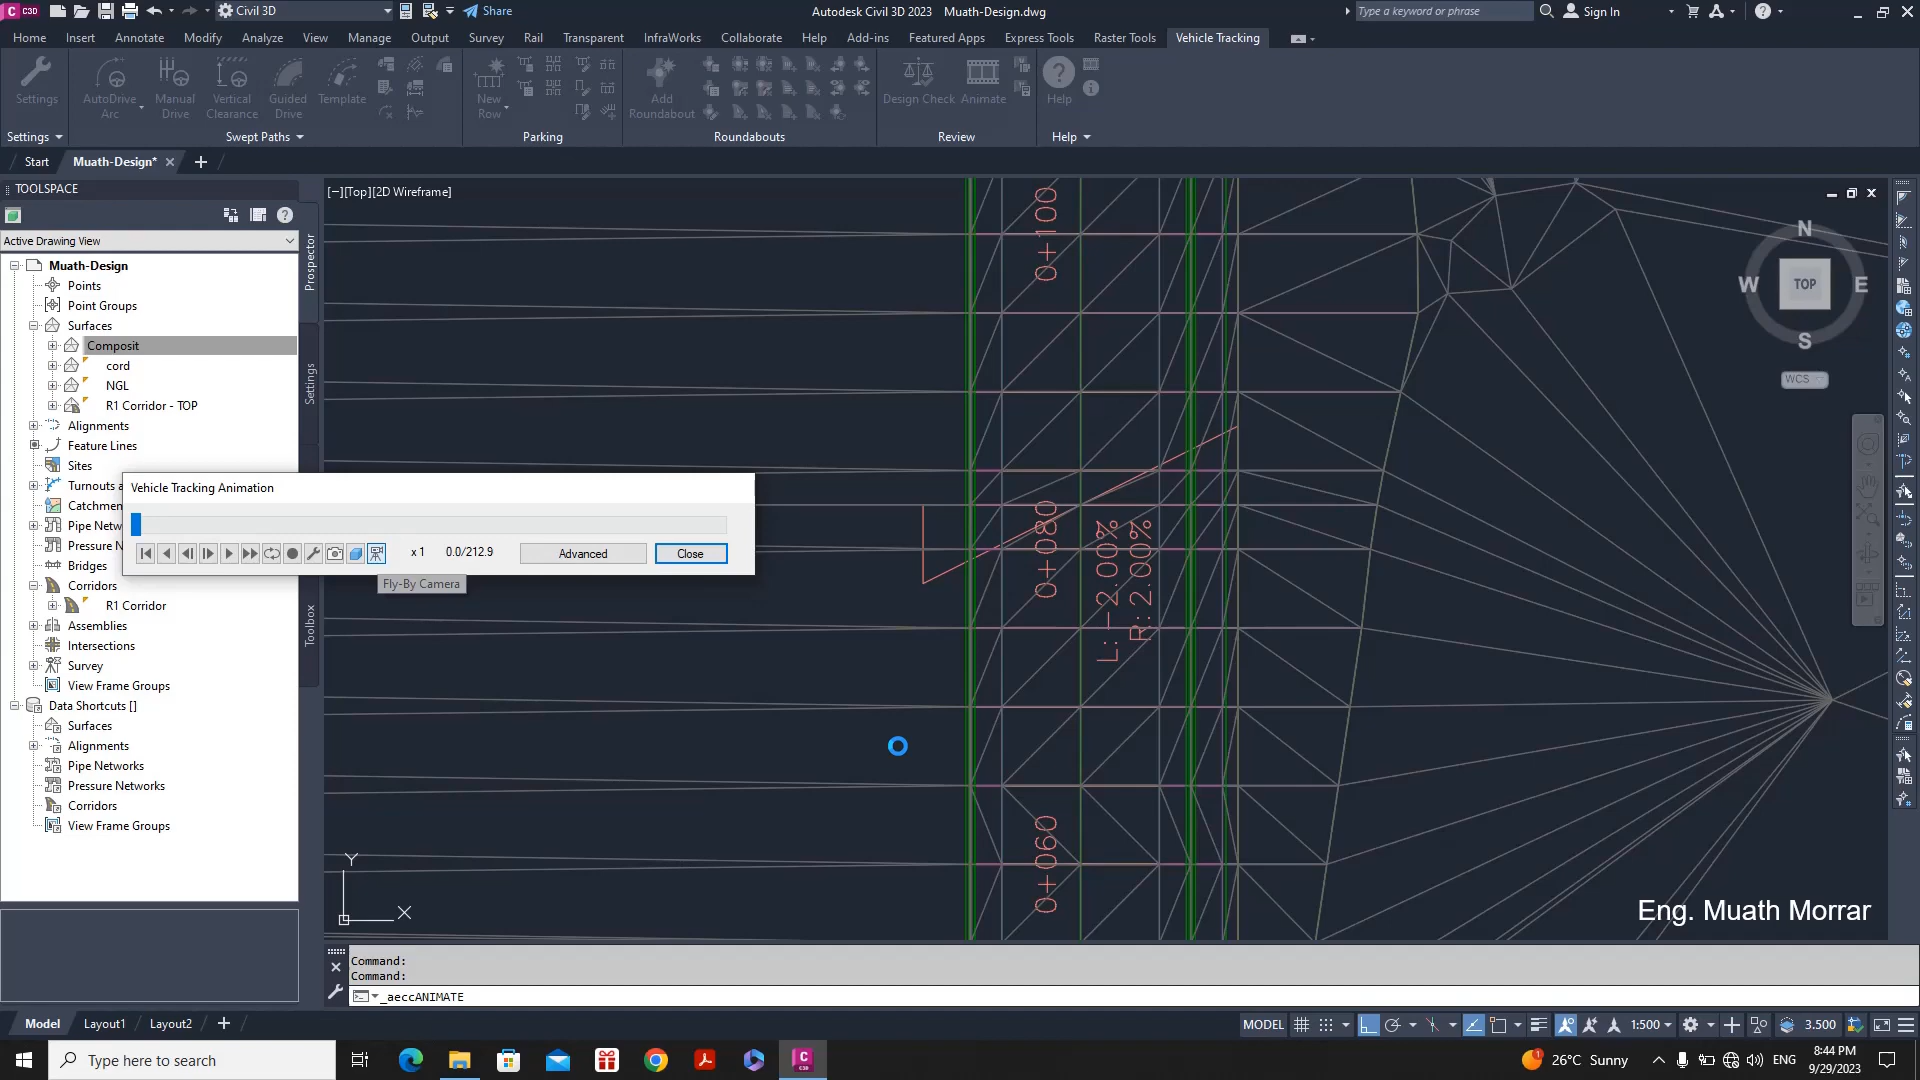 C3D
Civil 3D
Share
Autodesk Civil 3D 2023
Muath-Design.dwg
Type a keyword or phrase
Sign In
Home
Insert
Annotate
Modify
Analyze
View
Manage
Output
Survey
Rail
Transparent
InfraWorks
Collaborate
Help
Add-ins
Featured Apps
Express Tools
Raster Tools
Vehicle Tracking
Settings
AutoDrive Arc
Manual Drive
Vertical Clearance
Guided Drive
Template
New Row
Add Roundabout
Design Check
Animate
Help
Settings
Swept Paths
Parking
Roundabouts
Review
Help
Start
Muath-Design*
TOOLSPACE
[−][Top][2D Wireframe]
Active Drawing View
Muath-Design
Points
Point Groups
Surfaces
Composit
cord
NGL
R1 Corridor - TOP
Alignments
Feature Lines
Sites
Turnouts a
Catchmen
Pipe Netw
Pressure N
Bridges
Corridors
R1 Corridor
Assemblies
Intersections
Survey
View Frame Groups
Data Shortcuts []
Surfaces
Alignments
Pipe Networks
Pressure Networks
Corridors
View Frame Groups
Prospector
Settings
Toolbox
Vehicle Tracking Animation
x 1
0.0/212.9
Advanced
Close
Fly-By Camera
0+100
0+080
L:-2.00%
R:2.00%
0+060
N
W
TOP
E
S
WCS
Y
X
Eng. Muath Morrar
Command:
Command:
_aeccANIMATE
Model
Layout1
Layout2
MODEL
1:500
3.500
Type here to search
26°C Sunny
ENG
8:44 PM
9/29/2023